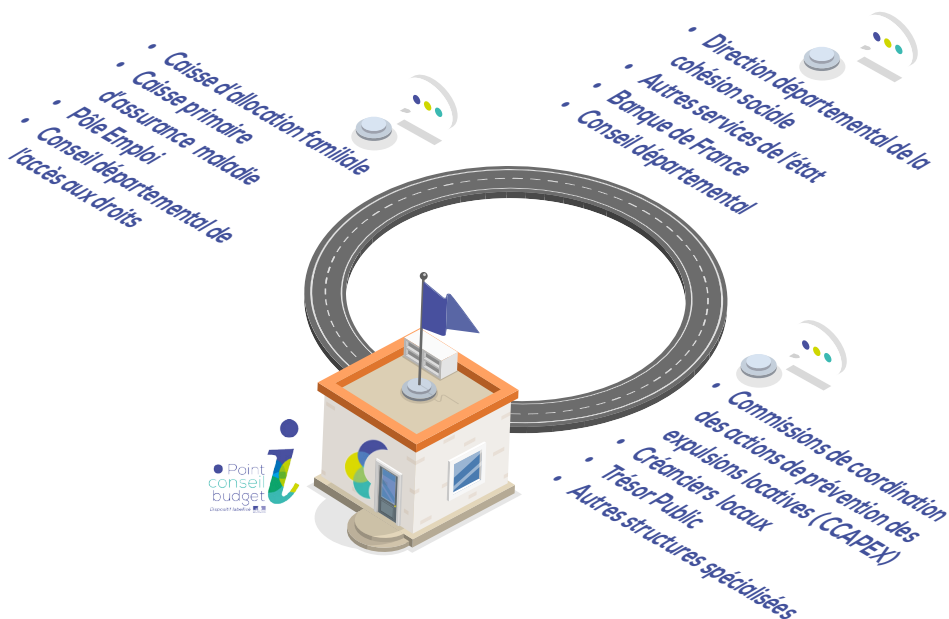 • Caisse d'allocation familiale
• Caisse primaire
d'assurance maladie
• Pôle Emploi
• Conseil départemental de
l'accès aux droits
• Direction départemental de la
cohésion sociale
• Autres services de l'état
• Banque de France
• Conseil départemental
• Commissions de coordination
des actions de prévention des
expulsions locatives ( CCAPEX)
• Créanciers locaux
• Trésor Public
• Autres structures spécialisées
Point
conseil
budget
Dispositif labellisé